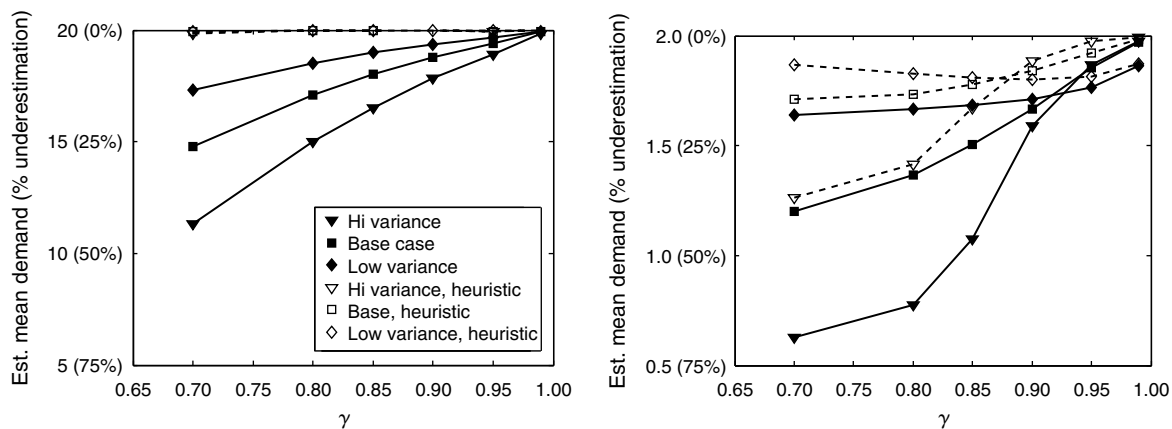 Est. mean demand (% underestimation)
20 (0%)
15 (25%)
10 (50%)
5 (75%)
0.65 0.70 0.75 0.80 0.85 0.90 0.95 1.00
γ
Hi variance
Base case
Low variance
Hi variance, heuristic
Base, heuristic
Low variance, heuristic
Est. mean demand (% underestimation)
2.0 (0%)
1.5 (25%)
1.0 (50%)
0.5 (75%)
0.65 0.70 0.75 0.80 0.85 0.90 0.95 1.00
γ